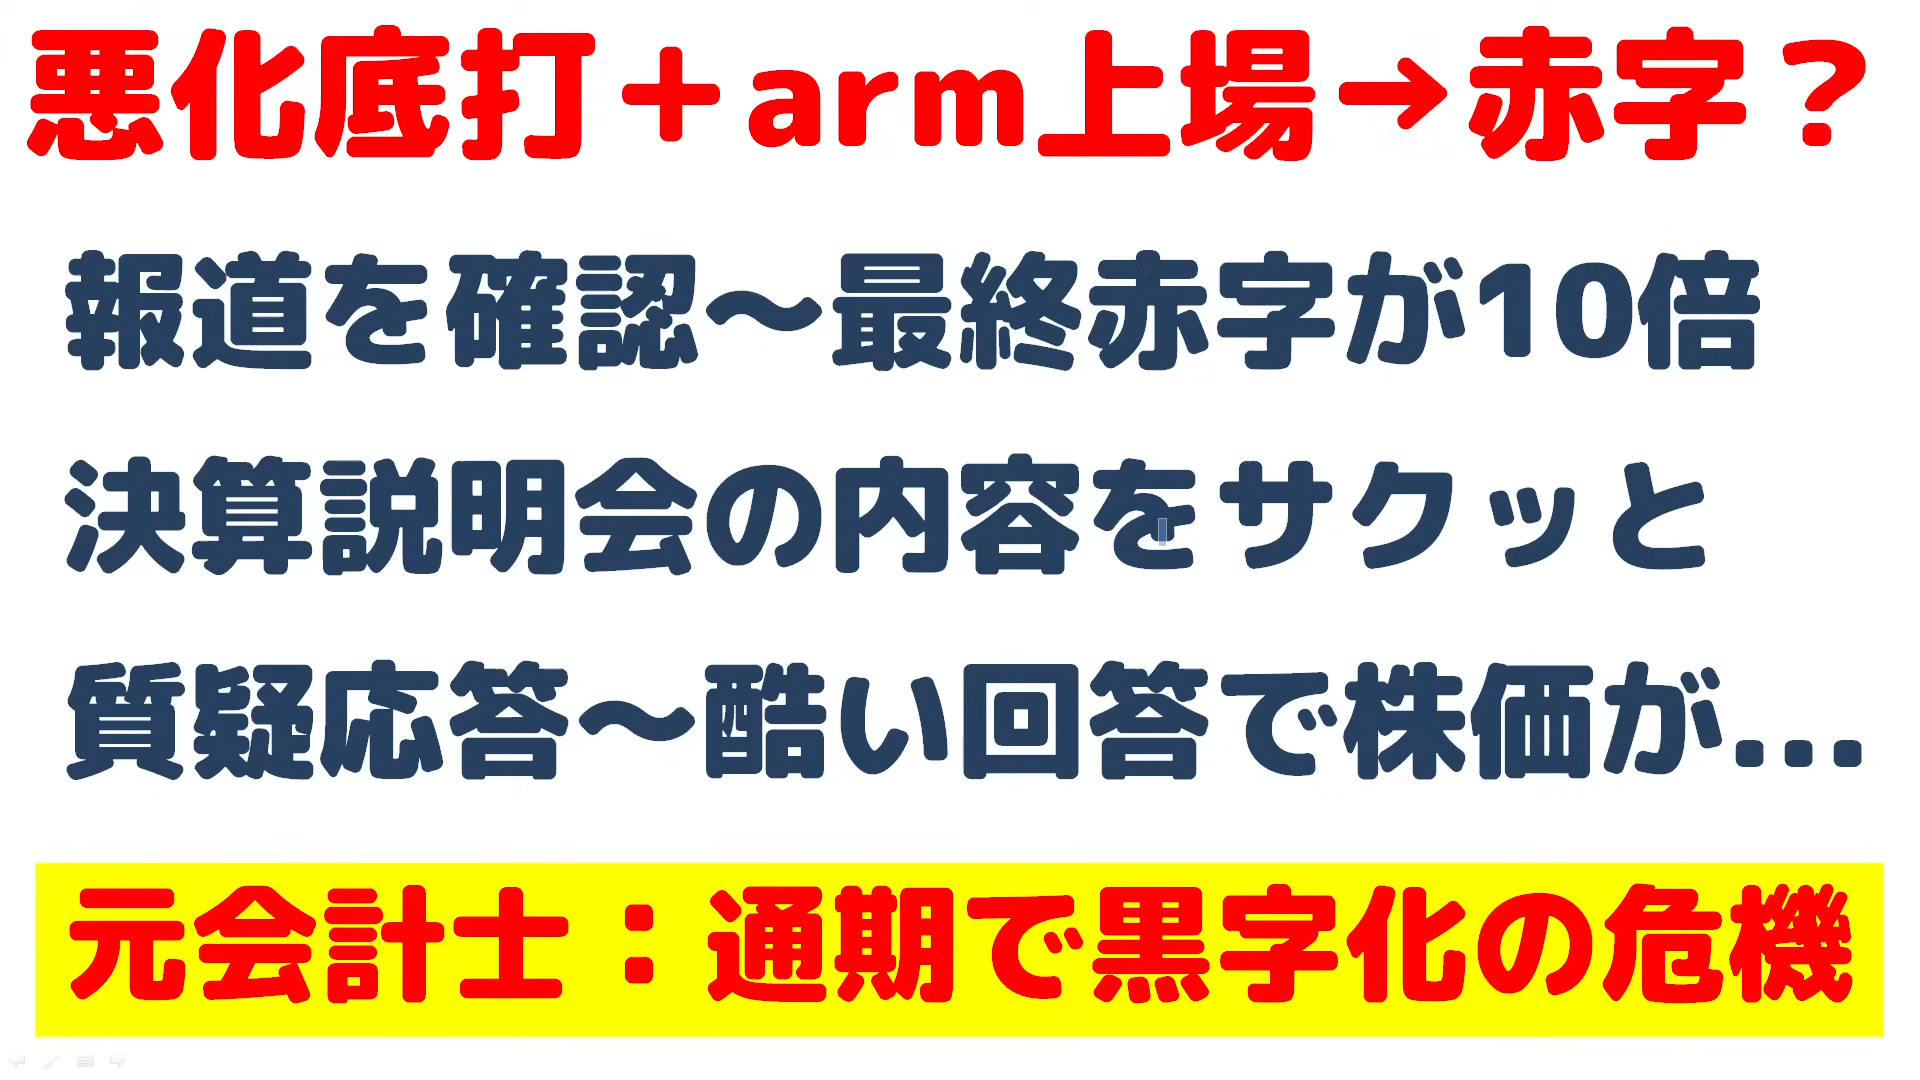 悪化底打＋arm上場→赤字？
報道を確認～最終赤字が10倍
決算説明会の内容をサクッと
質疑応答～酷い回答で株価が...
元会計士：通期で黒字化の危機